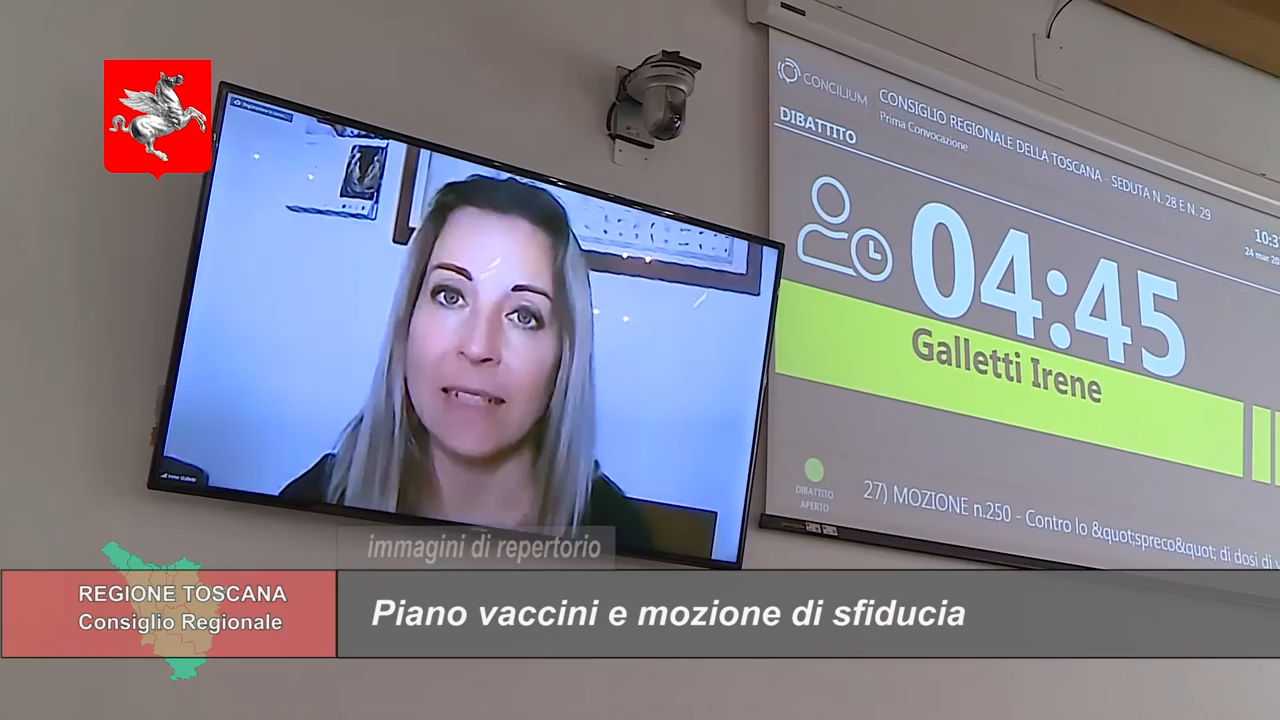 CONCILIUM
CONSIGLIO REGIONALE DELLA TOSCANA - SEDUTA N. 28 E N. 29
Prima Convocazione
DIBATTITO
10:3
24 mar 20
04:45
Galletti Irene
DIBATTITO
APERTO
27) MOZIONE n.250 - Contro lo &quot;spreco&quot; di dosi di
Irene Galletti
immagini di repertorio
REGIONE TOSCANA
Consiglio Regionale
Piano vaccini e mozione di sfiducia